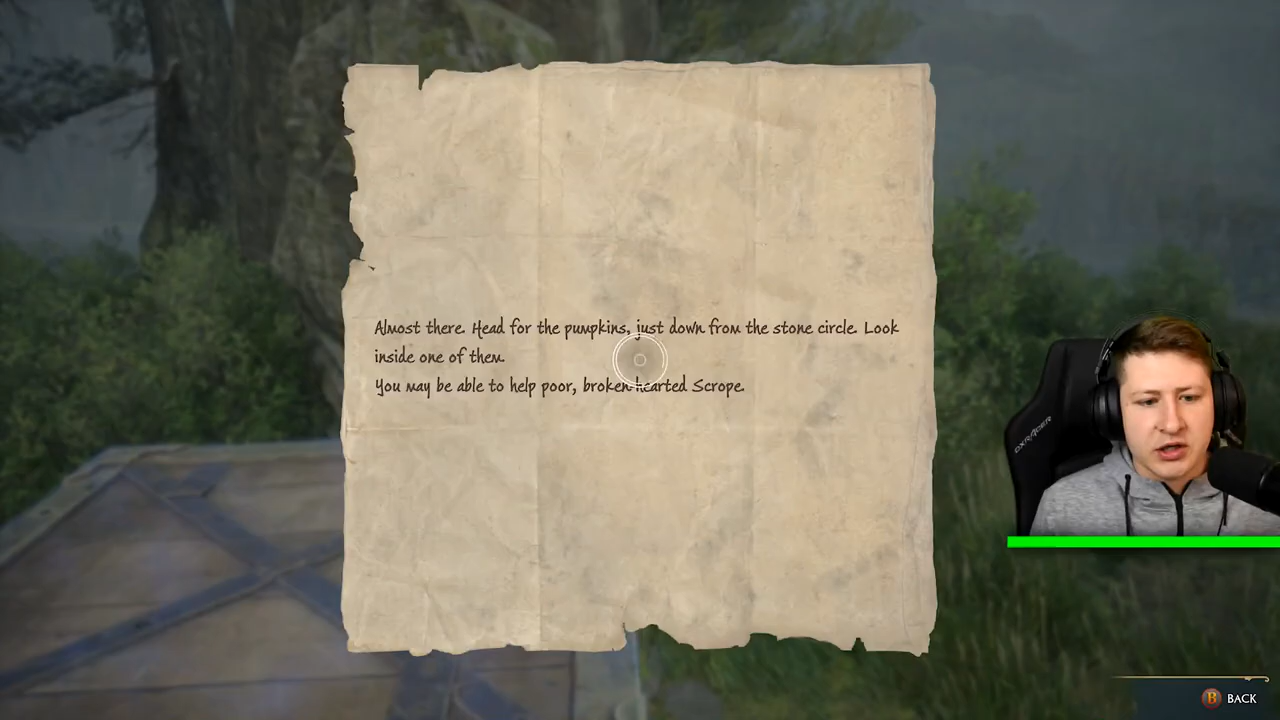 Almost there. Head for the pumpkins, just down from the stone circle. Look
inside one of them.
You may be able to help poor, broken-hearted Scrope.
DXRACER
B BACK